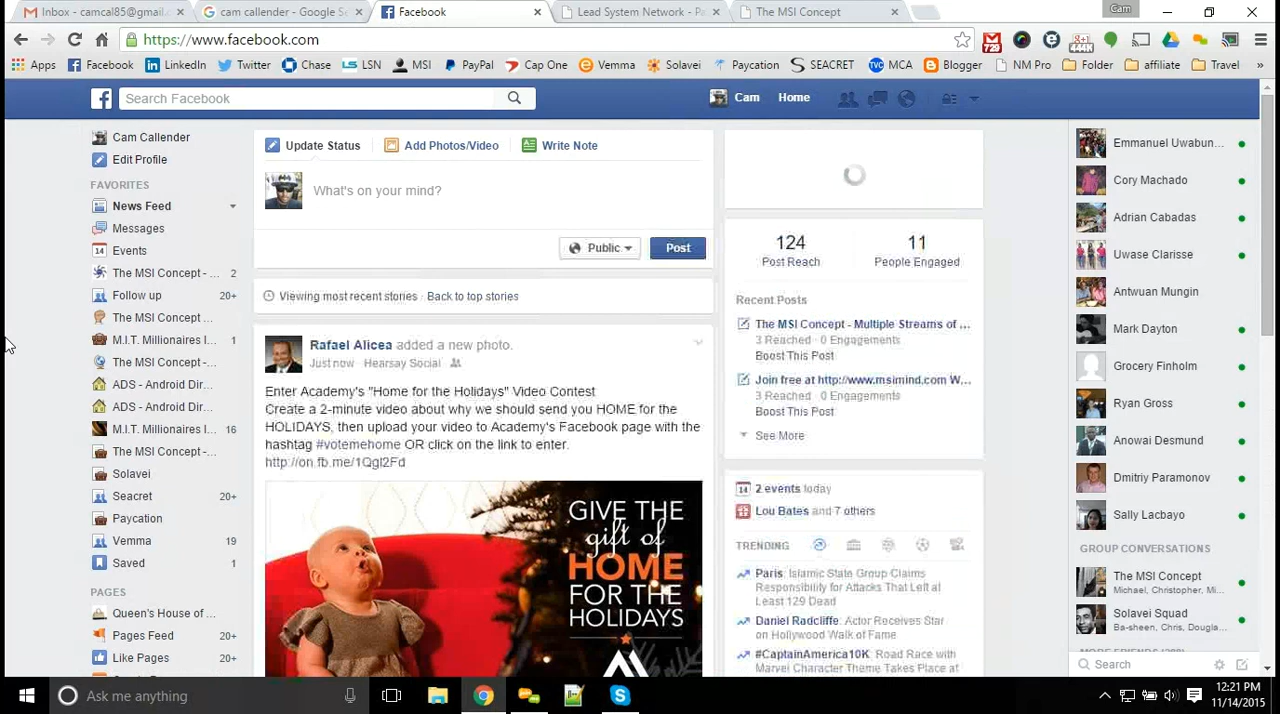 Inbox - camcal85@gmail.
cam callender - Google S
Facebook
Lead System Network - Pa
The MSI Concept
Cam
https://www.facebook.com
723
444K
Apps
Facebook
LinkedIn
Twitter
Chase
LSN
MSI
PayPal
Cap One
Vemma
Solavei
Paycation
SEACRET
TVC MCA
Blogger
NM Pro
Folder
affiliate
Travel
»
Search Facebook
Cam
Home
Cam Callender
Edit Profile
FAVORITES
News Feed
Messages
14 Events
The MSI Concept -... 2
Follow up 20+
The MSI Concept ...
M.I.T. Millionaires I... 1
The MSI Concept -...
ADS - Android Dir...
ADS - Android Dir...
M.I.T. Millionaires I... 16
The MSI Concept -...
Solavei
Seacret 20+
Paycation
Vemma 19
Saved 1
PAGES
Queen's House of ...
Pages Feed 20+
Like Pages 20+
Update Status
Add Photos/Video
Write Note
What's on your mind?
Public
Post
Viewing most recent stories · Back to top stories
Rafael Alicea added a new photo.
Just now · Hearsay Social ·
Enter Academy's "Home for the Holidays" Video Contest
Create a 2-minute video about why we should send you HOME for the
HOLIDAYS, then upload your video to Academy's Facebook page with the
hashtag #votemehome OR click on the link to enter.
http://on.fb.me/1Qgl2Fd
GIVE THE
gift of
HOME
FOR THE
HOLIDAYS
124
Post Reach
11
People Engaged
Recent Posts
The MSI Concept - Multiple Streams of ...
3 Reached · 0 Engagements
Boost This Post
Join free at http://www.msimind.com W...
3 Reached · 0 Engagements
Boost This Post
See More
14 2 events today
Lou Bates and 7 others
TRENDING
Paris: Islamic State Group Claims
Responsibility for Attacks That Left at
Least 129 Dead
Daniel Radcliffe: Actor Receives Star
on Hollywood Walk of Fame
#CaptainAmerica10K: Road Race with
Marvel Character Theme Takes Place at
Emmanuel Uwabun...
Cory Machado
Adrian Cabadas
Uwase Clarisse
Antwuan Mungin
Mark Dayton
Grocery Finholm
Ryan Gross
Anowai Desmund
Dmitriy Paramonov
Sally Lacbayo
GROUP CONVERSATIONS
The MSI Concept
Michael, Christopher, Mi...
Solavei Squad
Ba-sheen, Chris, Dougla...
Search
Ask me anything
12:21 PM
11/14/2015